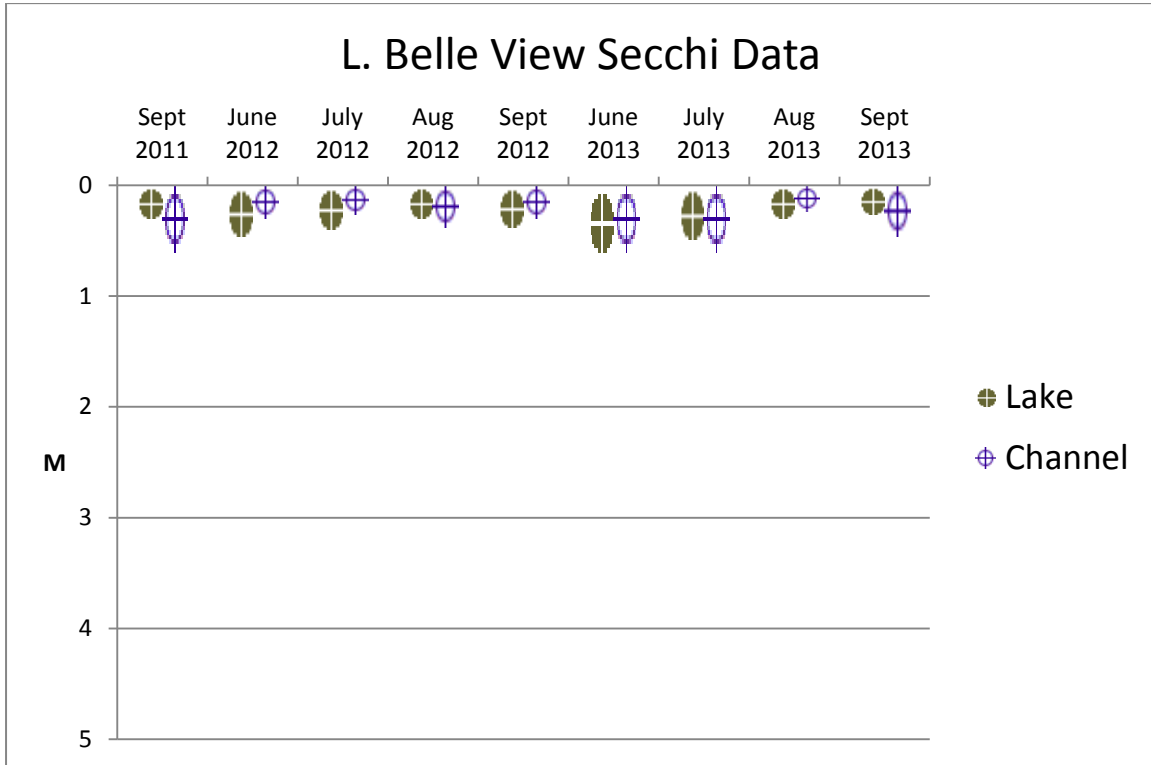 L. Belle View Secchi Data
Sept June July Aug Sept June July Aug Sept
2011 2012 2012 2012 2012 2013 2013 2013 2013
0
1
2
M
3
4
5
Lake
Channel